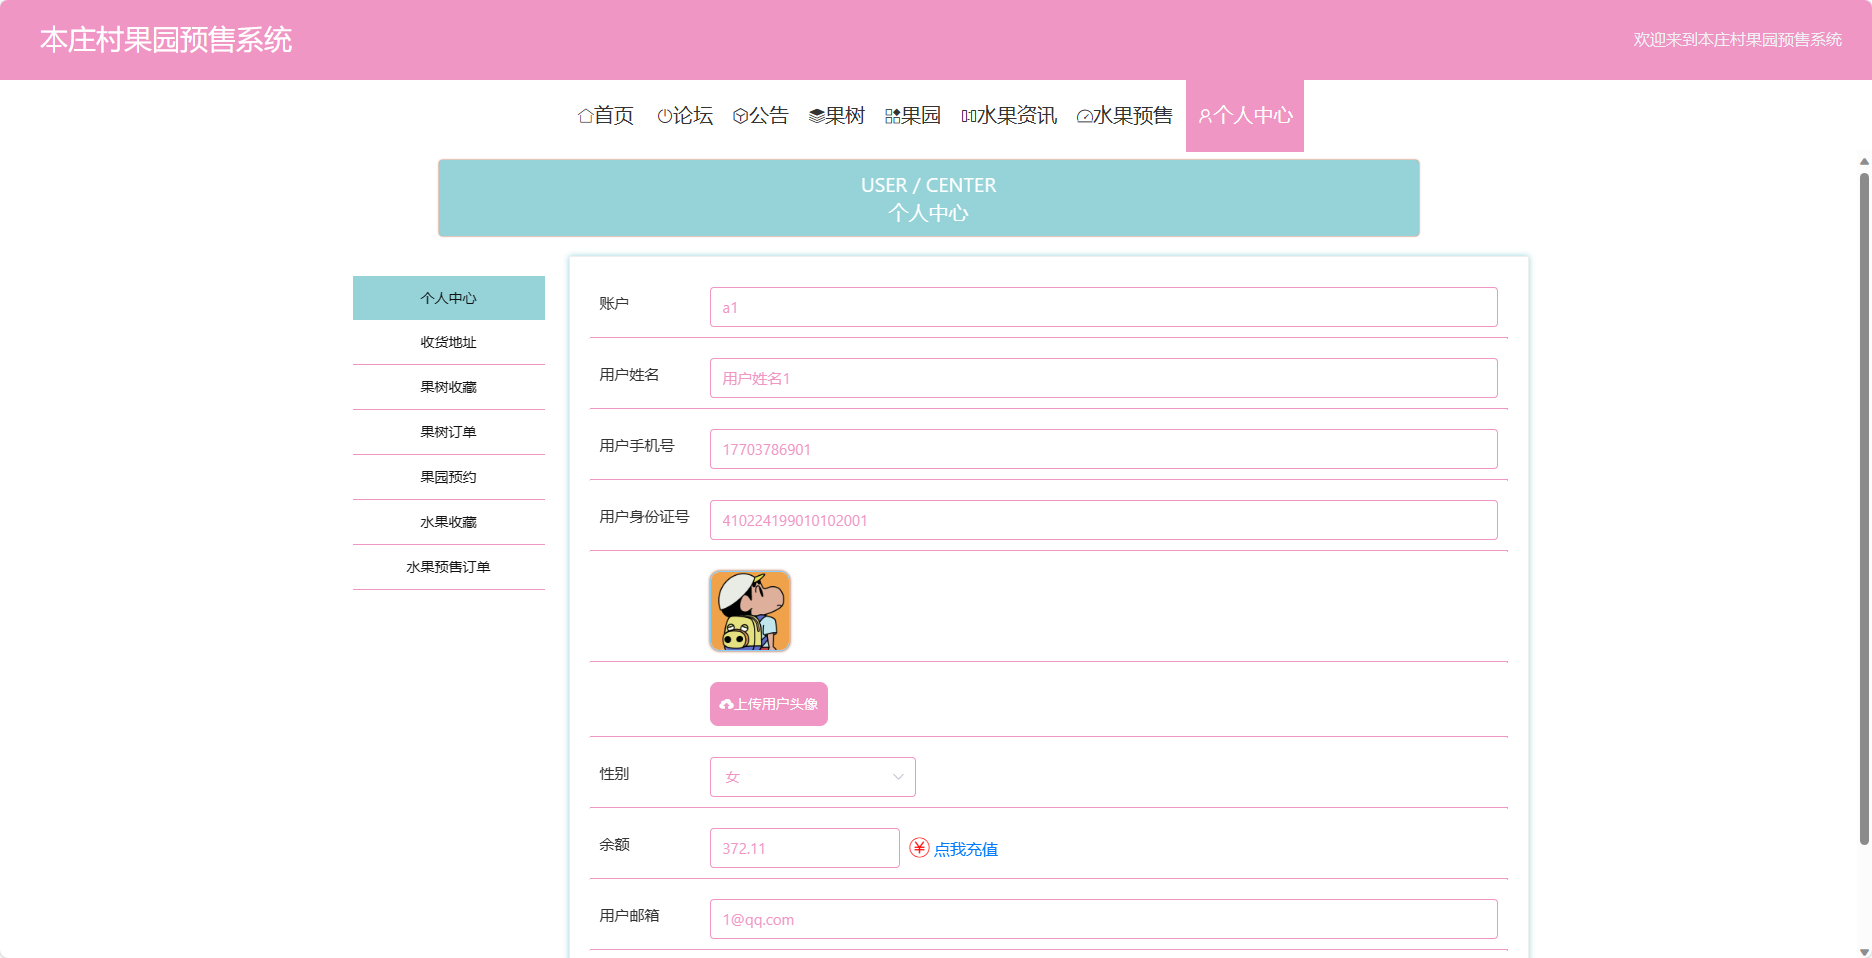 本庄村果园预售系统
欢迎来到本庄村果园预售系统
首页 论坛 公告 果树 果园 水果资讯 水果预售 个人中心
USER / CENTER
个人中心
个人中心
收货地址
果树收藏
果树订单
果园预约
水果收藏
水果预售订单
账户 a1
用户姓名 用户姓名1
用户手机号 17703786901
用户身份证号 410224199010102001
上传用户头像
性别 女
余额 372.11 点我充值
用户邮箱 1@qq.com